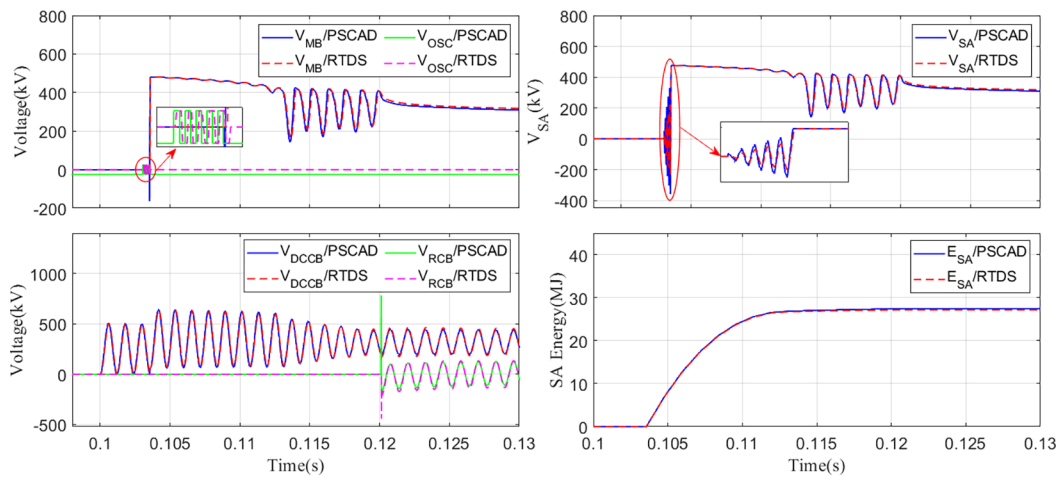 800
600
400
200
0
-200
Voltage(kV)
V_MB/PSCAD
V_OSC/PSCAD
V_MB/RTDS
V_OSC/RTDS
800
600
400
200
0
-200
-400
V_SA(kV)
V_SA/PSCAD
V_SA/RTDS
1000
500
0
-500
Voltage(kV)
V_DCCB/PSCAD
V_RCB/PSCAD
V_DCCB/RTDS
V_RCB/RTDS
0.1
0.105
0.11
0.115
0.12
0.125
0.13
Time(s)
40
30
20
10
0
SA Energy(MJ)
E_SA/PSCAD
E_SA/RTDS
0.1
0.105
0.11
0.115
0.12
0.125
0.13
Time(s)